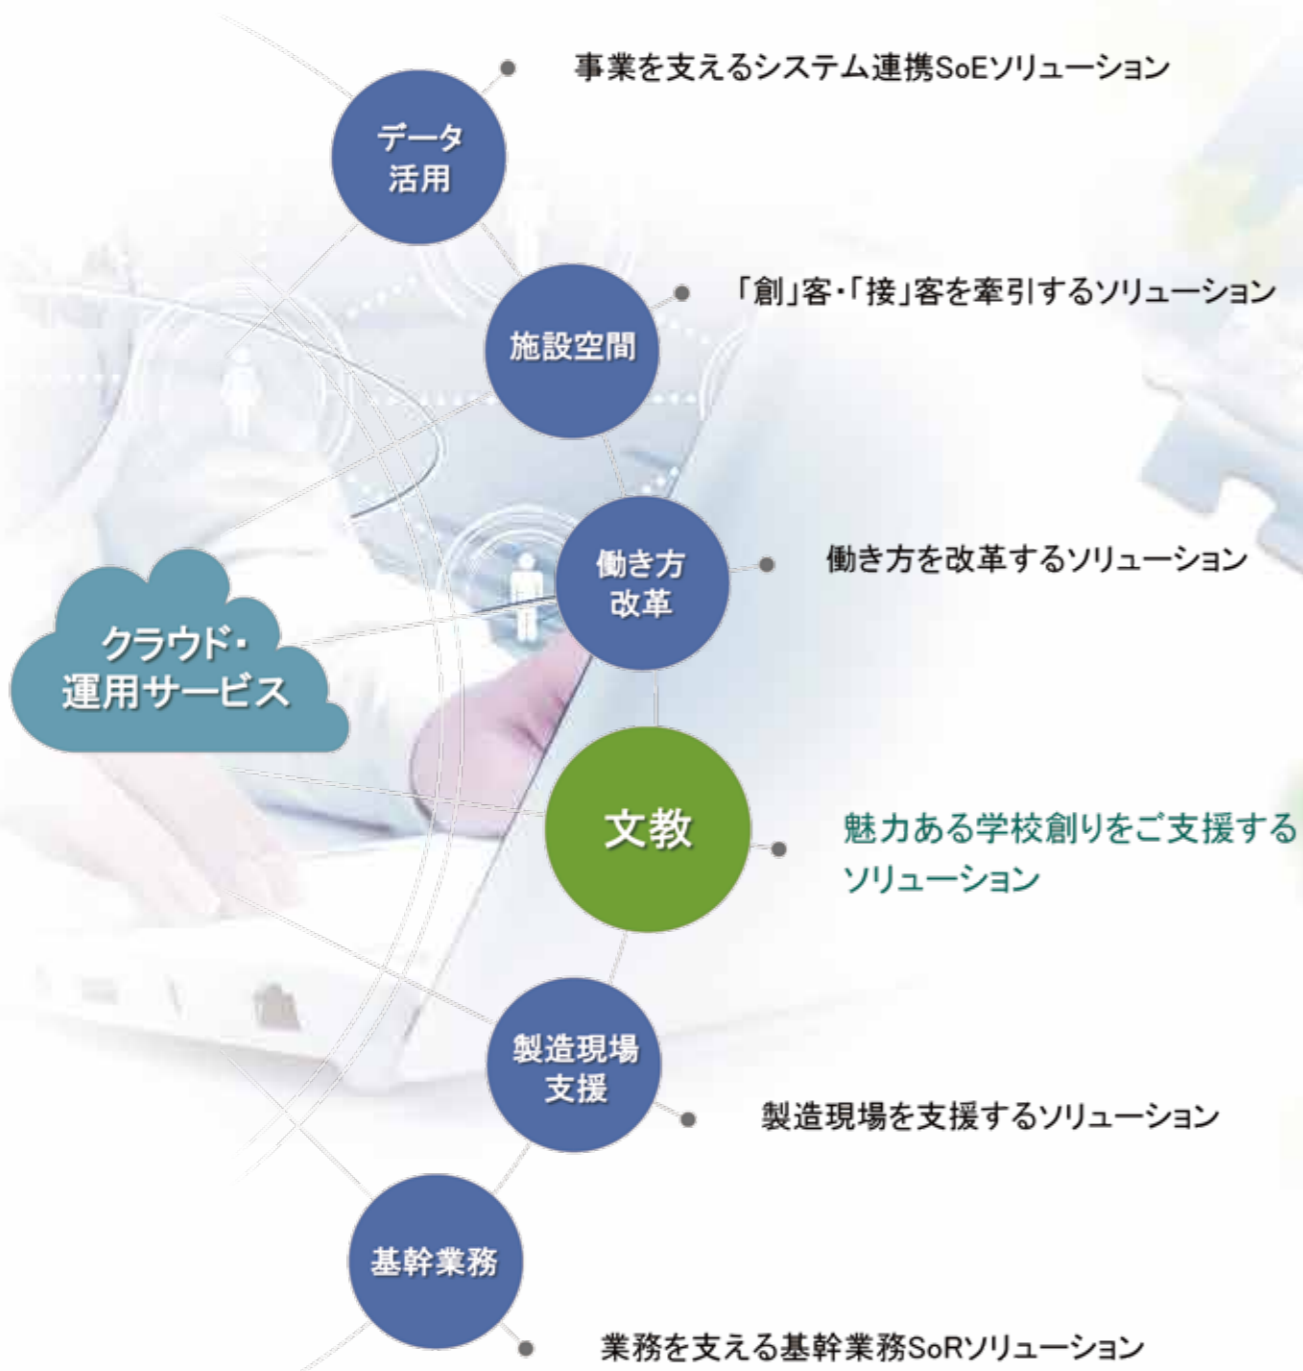 事業を支えるシステム連携SoEソリューション
データ
活用
「創」客・「接」客を牽引するソリューション
施設空間
働き方
改革
働き方を改革するソリューション
クラウド・
運用サービス
文教
魅力ある学校創りをご支援する
ソリューション
製造現場
支援
製造現場を支援するソリューション
基幹業務
業務を支える基幹業務SoRソリューション